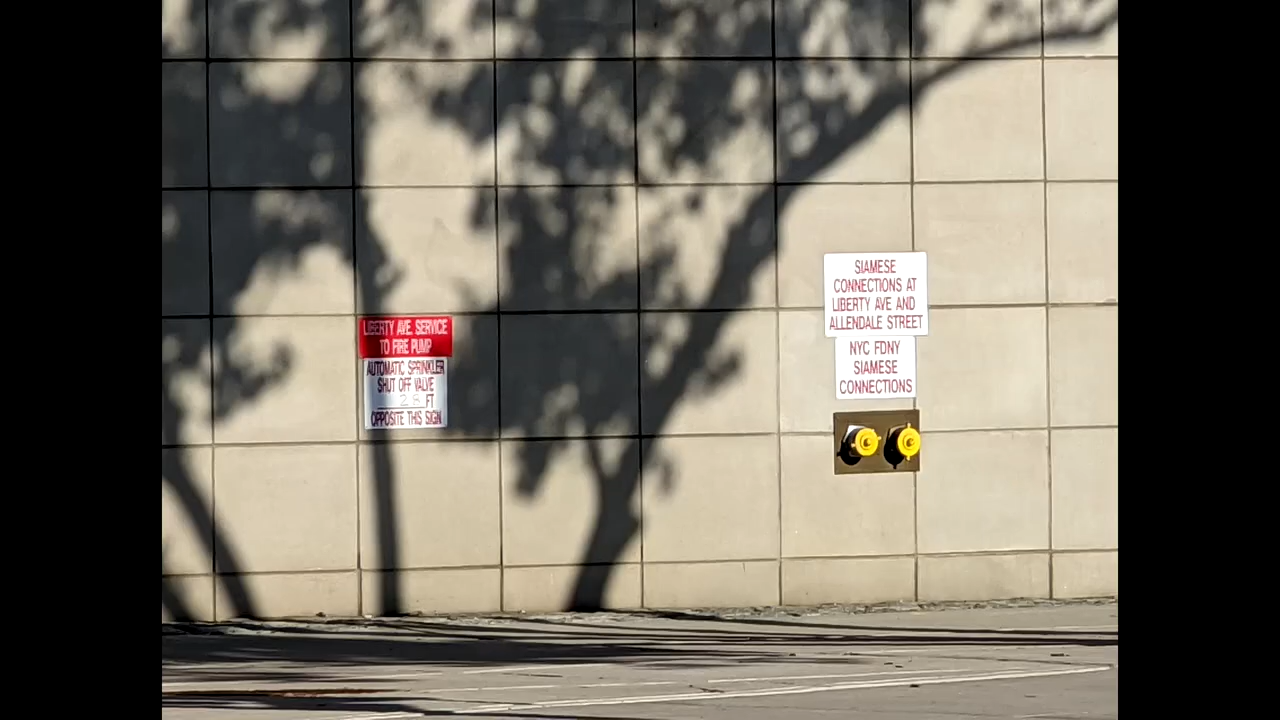 LIBERTY AVE. SERVICE
TO FIRE PUMP
AUTOMATIC SPRINKLER
SHUT OFF VALVE
28 FT
OPPOSITE THIS SIGN
SIAMESE
CONNECTIONS AT
LIBERTY AVE AND
ALLENDALE STREET
NYC FDNY
SIAMESE
CONNECTIONS